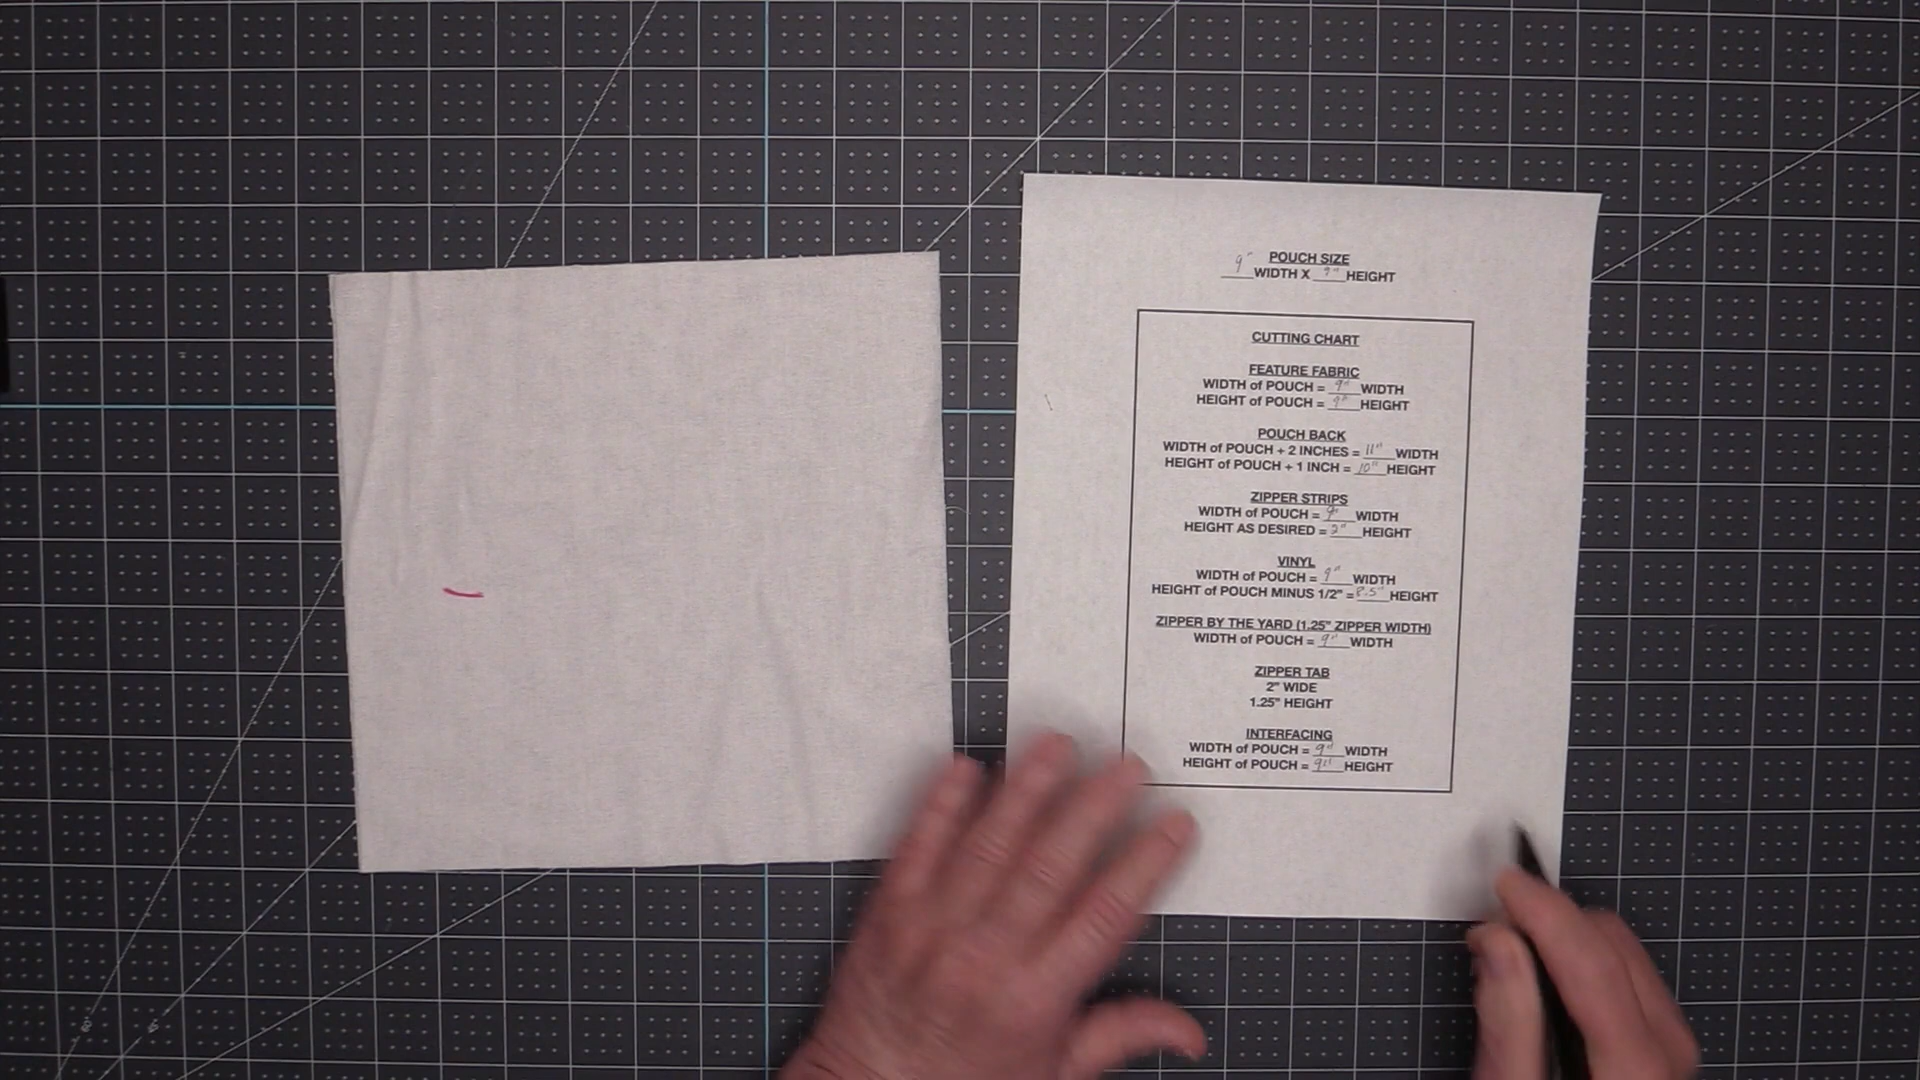 POUCH SIZE
9" WIDTH X 9" HEIGHT
CUTTING CHART
FEATURE FABRIC
WIDTH of POUCH = 9" WIDTH
HEIGHT of POUCH = 9" HEIGHT
POUCH BACK
WIDTH of POUCH + 2 INCHES = 11" WIDTH
HEIGHT of POUCH + 1 INCH = 10" HEIGHT
ZIPPER STRIPS
WIDTH of POUCH = 9" WIDTH
HEIGHT AS DESIRED = 2" HEIGHT
VINYL
WIDTH of POUCH = 9" WIDTH
HEIGHT of POUCH MINUS 1/2" = 8.5" HEIGHT
ZIPPER BY THE YARD (1.25" ZIPPER WIDTH)
WIDTH of POUCH = 9" WIDTH
ZIPPER TAB
2" WIDE
1.25" HEIGHT
INTERFACING
WIDTH of POUCH = 9" WIDTH
HEIGHT of POUCH = 9" HEIGHT